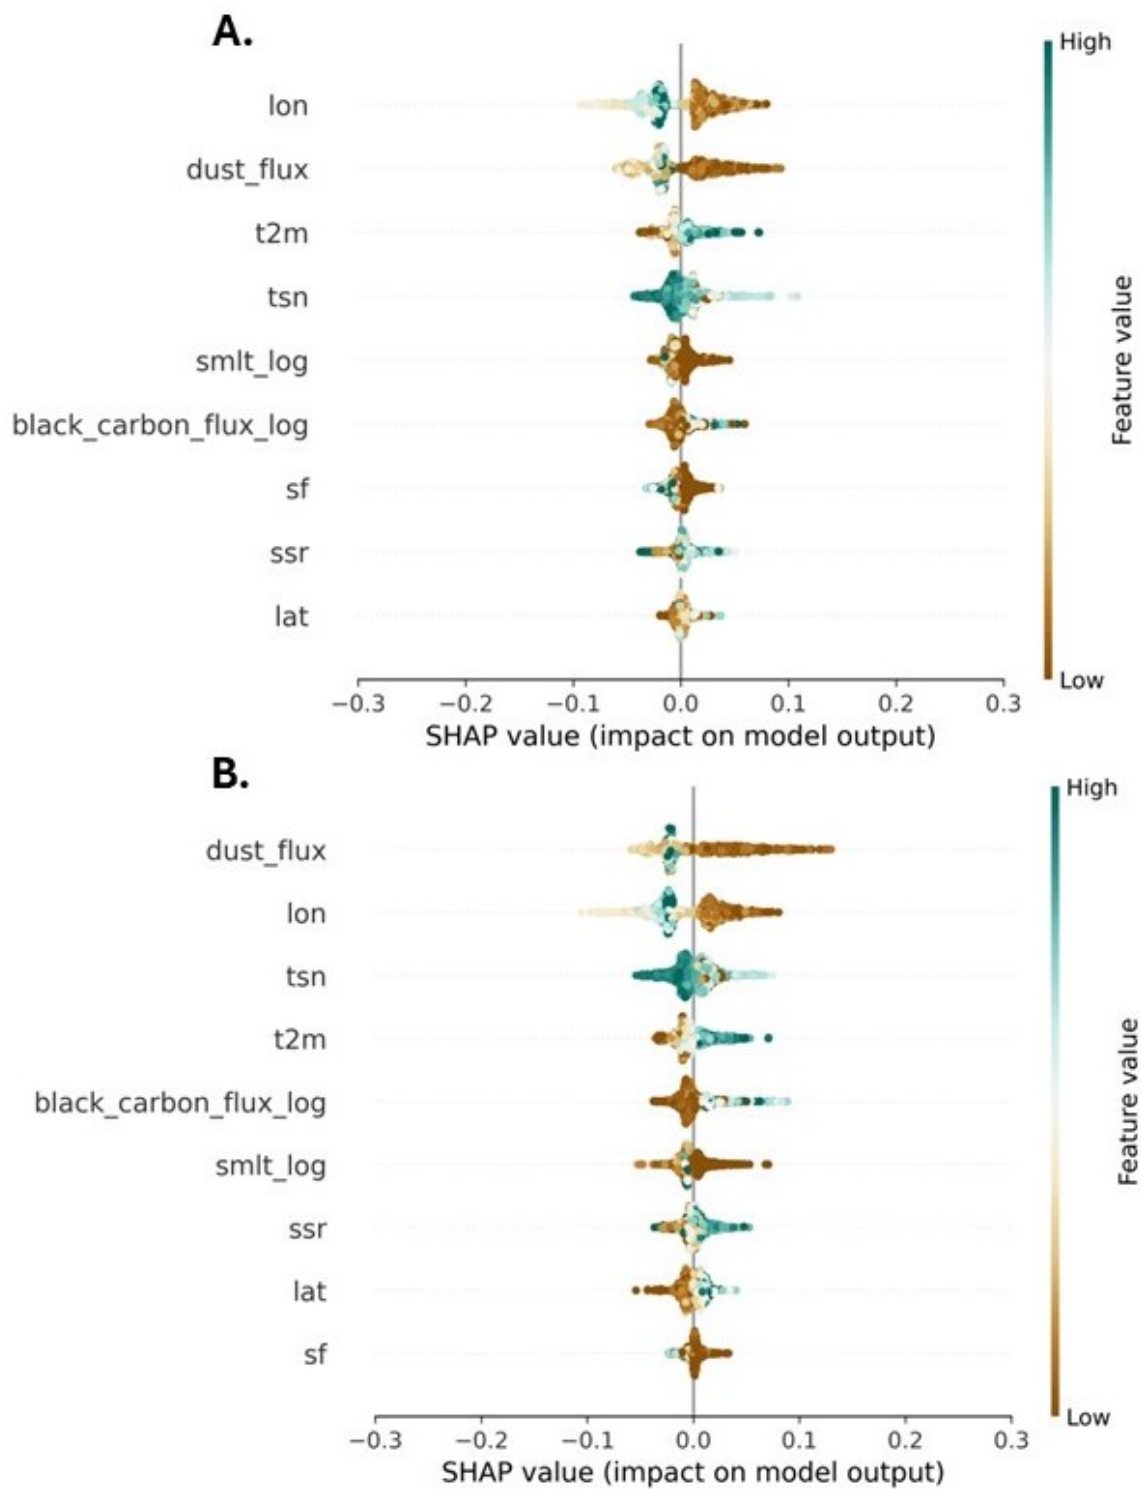 A.
High
lon
dust_flux
t2m
tsn
smlt_log
black_carbon_flux_log
sf
ssr
lat
Feature value
Low
−0.3 −0.2 −0.1 0.0 0.1 0.2 0.3
SHAP value (impact on model output)
B.
High
dust_flux
lon
tsn
t2m
black_carbon_flux_log
smlt_log
ssr
lat
sf
Feature value
Low
−0.3 −0.2 −0.1 0.0 0.1 0.2 0.3
SHAP value (impact on model output)